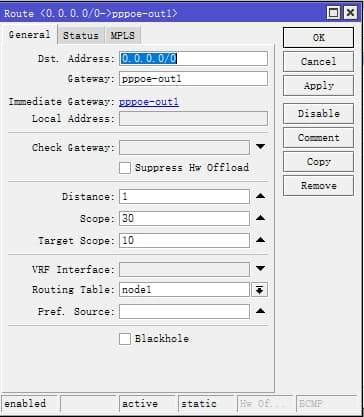 Route <0.0.0.0/0->pppoe-out1>
General Status MPLS
Dst. Address: 0.0.0.0/0
Gateway: pppoe-out1
Immediate Gateway: pppoe-out1
Local Address:
Check Gateway:
Suppress Hw Offload
Distance: 1
Scope: 30
Target Scope: 10
VRF Interface:
Routing Table: node1
Pref. Source:
Blackhole
OK
Cancel
Apply
Disable
Comment
Copy
Remove
enabled active static Hw Of... ECMP